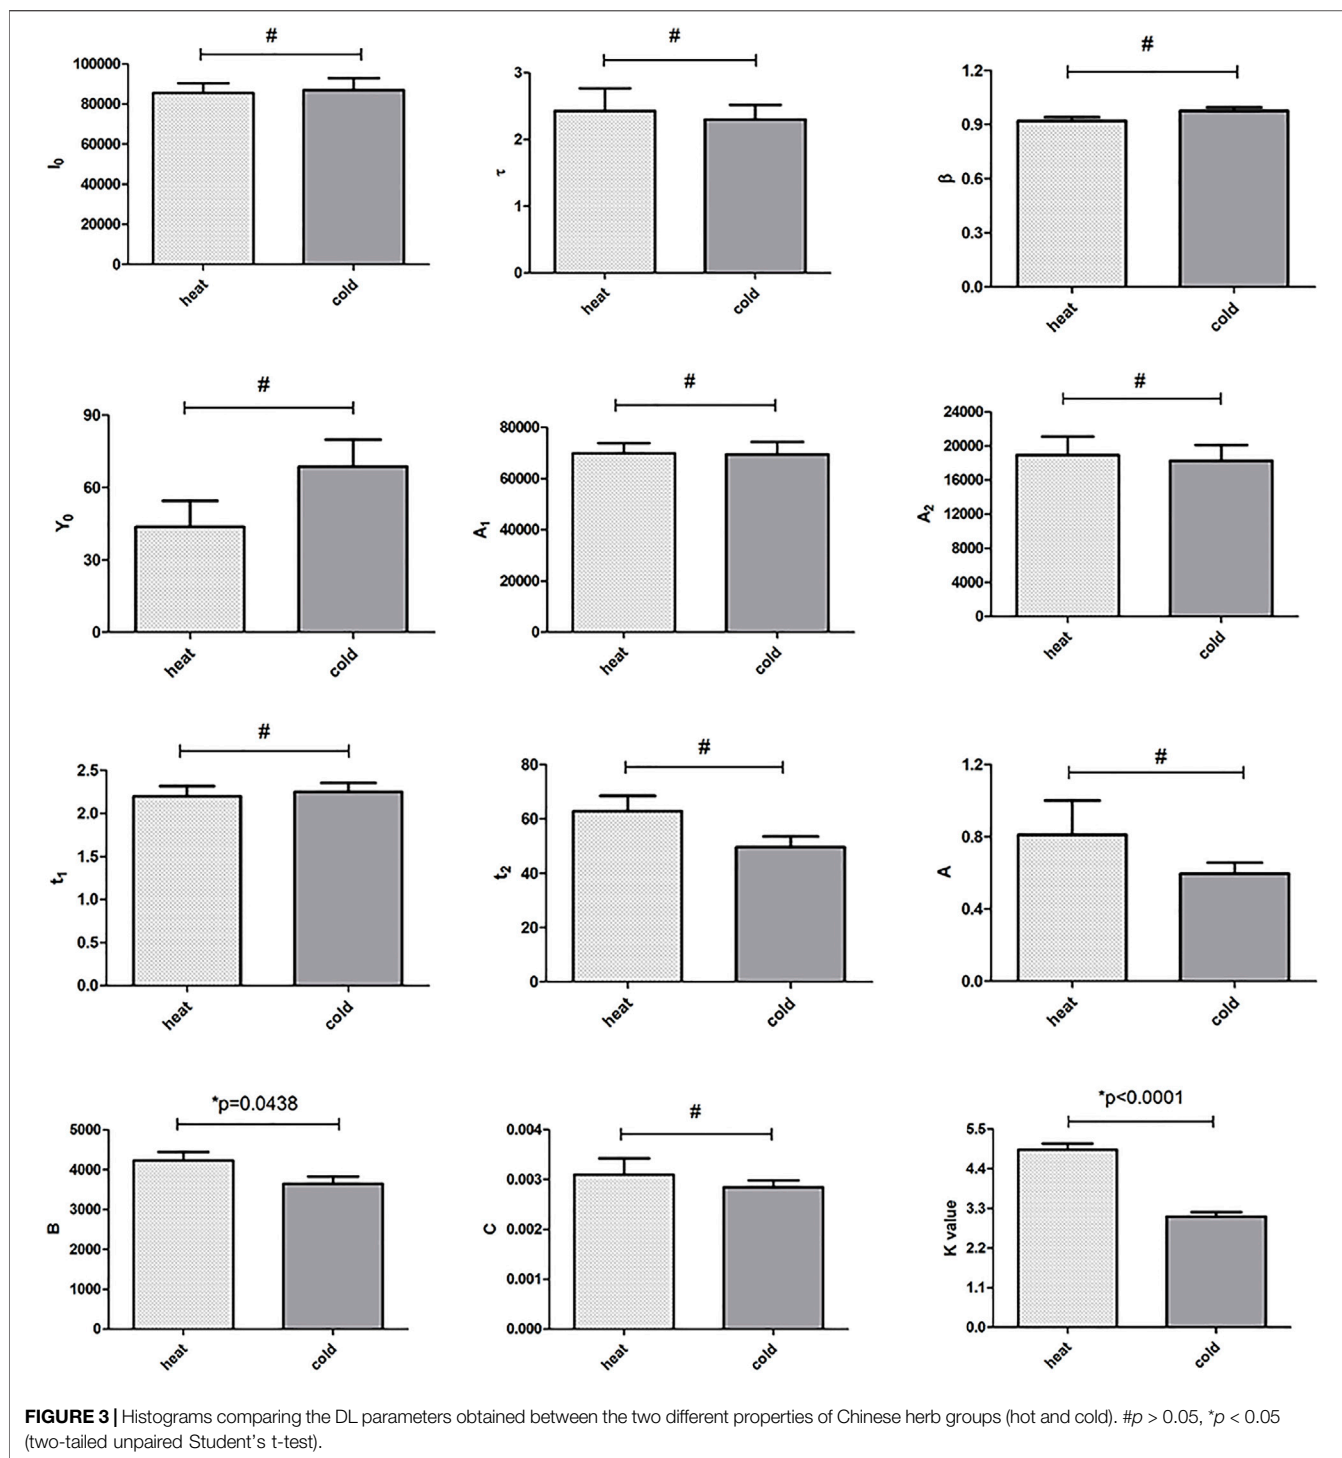 #
100000
80000
60000
40000
20000
0
I0
heat
cold
#
3
2
1
0
τ
heat
cold
#
1.2
0.9
0.6
0.3
0.0
β
heat
cold
#
90
60
30
0
Y0
heat
cold
#
80000
60000
40000
20000
0
A1
heat
cold
#
24000
20000
16000
12000
8000
4000
0
A2
heat
cold
#
2.5
2.0
1.5
1.0
0.5
0.0
t1
heat
cold
#
80
60
40
20
0
t2
heat
cold
#
1.2
0.8
0.4
0.0
A
heat
cold
*p=0.0438
5000
4000
3000
2000
1000
0
B
heat
cold
#
0.004
0.003
0.002
0.001
0.000
C
heat
cold
*p<0.0001
5.5
4.4
3.3
2.2
1.1
0.0
K value
heat
cold
FIGURE 3 | Histograms comparing the DL parameters obtained between the two different properties of Chinese herb groups (hot and cold). #p > 0.05, *p < 0.05
(two-tailed unpaired Student's t-test).